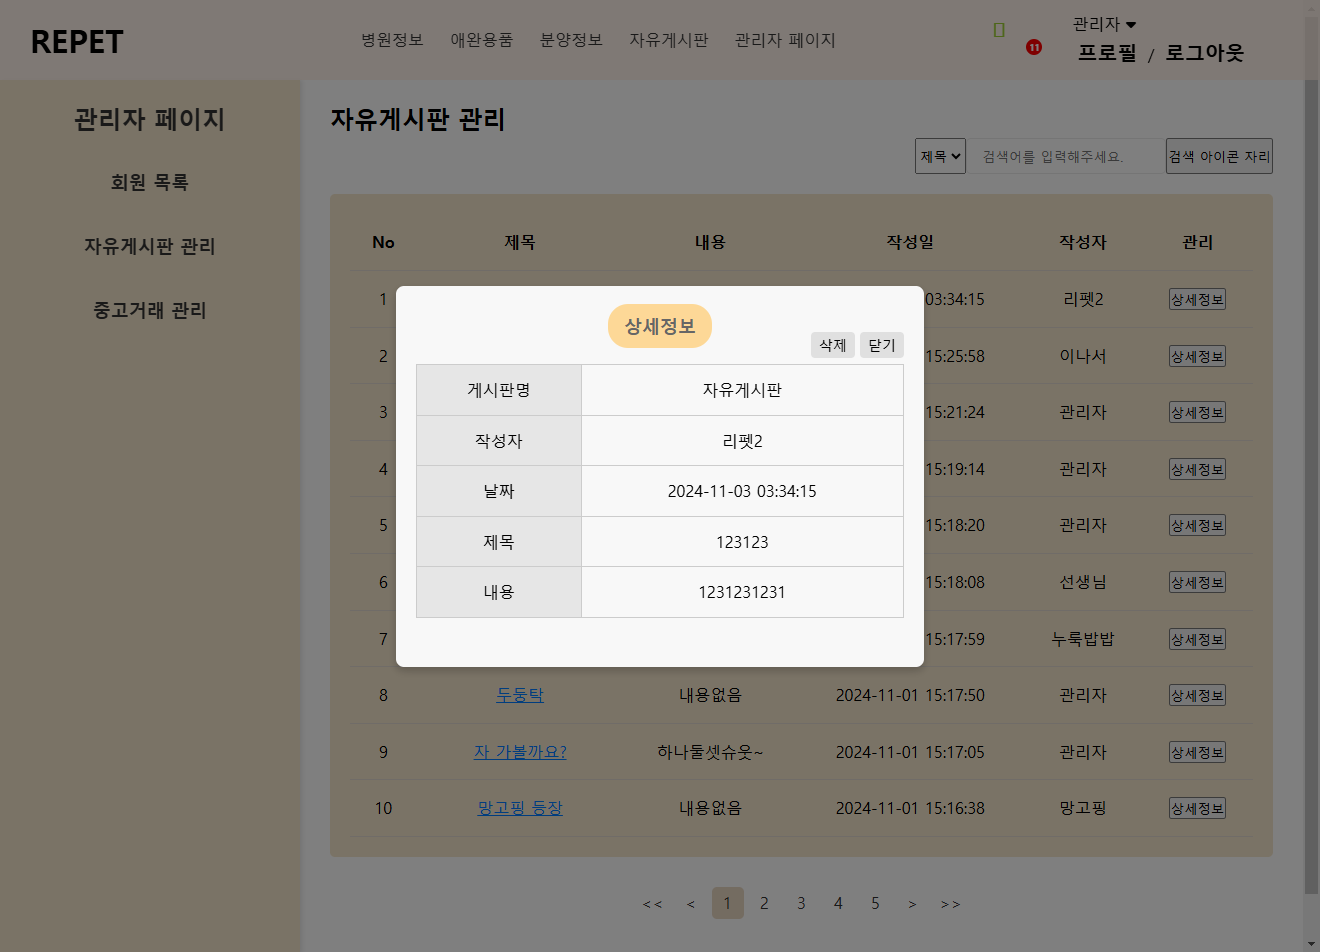 REPET
병원정보 애완용품 분양정보 자유게시판 관리자 페이지
11
관리자
프로필 / 로그아웃
관리자 페이지
회원 목록
자유게시판 관리
중고거래 관리
자유게시판 관리
제목 검색어를 입력해주세요. 검색 아이콘 자리
No 제목 내용 작성일 작성자 관리
1 03:34:15 리펫2 상세정보
2 15:25:58 이나서 상세정보
3 15:21:24 관리자 상세정보
4 15:19:14 관리자 상세정보
5 15:18:20 관리자 상세정보
6 15:18:08 선생님 상세정보
7 15:17:59 누룩밥밥 상세정보
8 두둥탁 내용없음 2024-11-01 15:17:50 관리자 상세정보
9 자 가볼까요? 하나둘셋슈웃~ 2024-11-01 15:17:05 관리자 상세정보
10 망고핑 등장 내용없음 2024-11-01 15:16:38 망고핑 상세정보
상세정보
삭제 닫기
게시판명 자유게시판
작성자 리펫2
날짜 2024-11-03 03:34:15
제목 123123
내용 1231231231
<< < 1 2 3 4 5 > >>